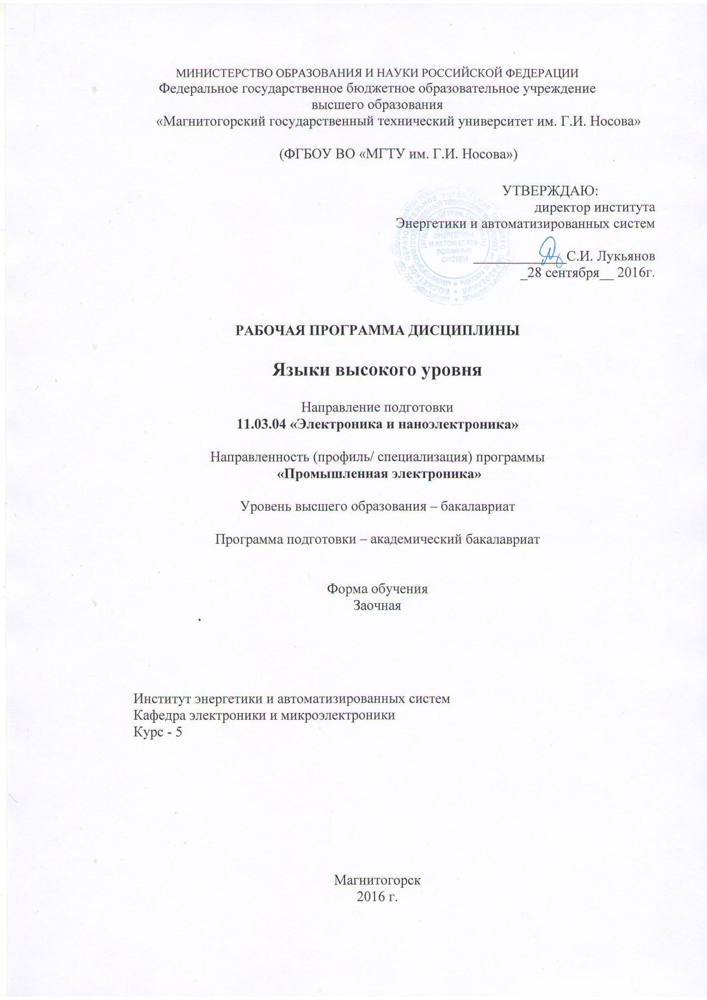 МИНИСТЕРСТВО ОБРАЗОВАНИЯ И НАУКИ РОССИЙСКОЙ ФЕДЕРАЦИИ
Федеральное государственное бюджетное образовательное учреждение
высшего образования
«Магнитогорский государственный технический университет им. Г.И. Носова»
(ФГБОУ ВО «МГТУ им. Г.И. Носова»)
УТВЕРЖДАЮ:
директор института
Энергетики и автоматизированных систем
_____________С.И. Лукьянов
_28 сентября__ 2016г.
ЭНЕРГЕТИКИ
И АВТОМАТИЗИ-
РОВАННЫХ
СИСТЕМ
РАБОЧАЯ ПРОГРАММА ДИСЦИПЛИНЫ
Языки высокого уровня
Направление подготовки
11.03.04 «Электроника и наноэлектроника»
Направленность (профиль/ специализация) программы
«Промышленная электроника»
Уровень высшего образования – бакалавриат
Программа подготовки – академический бакалавриат
Форма обучения
Заочная
Институт энергетики и автоматизированных систем
Кафедра электроники и микроэлектроники
Курс - 5
Магнитогорск
2016 г.